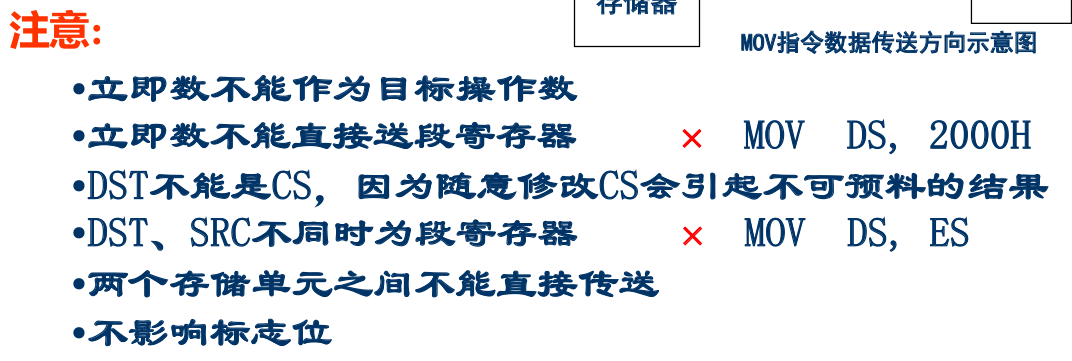 存储器
注意:
MOV指令数据传送方向示意图
•立即数不能作为目标操作数
•立即数不能直接送段寄存器 × MOV DS, 2000H
•DST不能是CS, 因为随意修改CS会引起不可预料的结果
•DST、SRC不同时为段寄存器 × MOV DS, ES
•两个存储单元之间不能直接传送
•不影响标志位